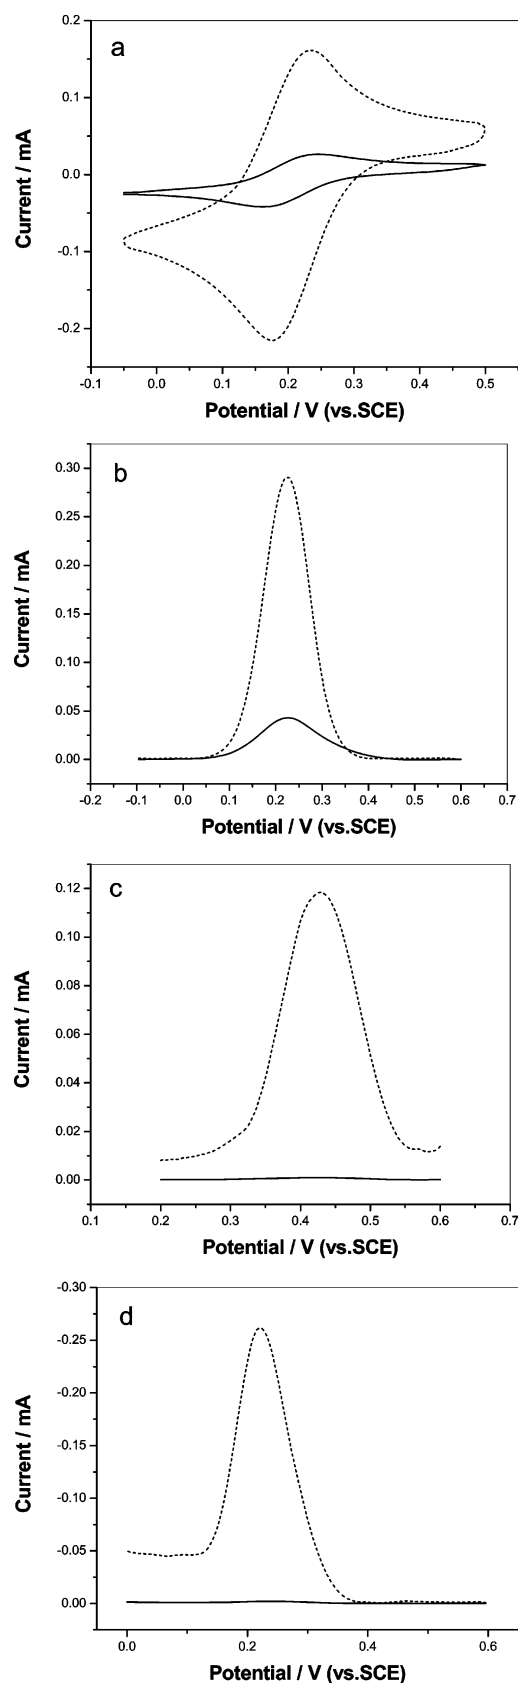 a
0.2
0.1
0.0
-0.1
-0.2
Current / mA
-0.1 0.0 0.1 0.2 0.3 0.4 0.5
Potential / V (vs.SCE)
b
0.30
0.25
0.20
0.15
0.10
0.05
0.00
Current / mA
-0.2 -0.1 0.0 0.1 0.2 0.3 0.4 0.5 0.6 0.7
Potential / V (vs.SCE)
c
0.12
0.10
0.08
0.06
0.04
0.02
0.00
Current / mA
0.1 0.2 0.3 0.4 0.5 0.6 0.7
Potential / V (vs.SCE)
d
-0.30
-0.25
-0.20
-0.15
-0.10
-0.05
0.00
Current / mA
0.0 0.2 0.4 0.6
Potential / V (vs.SCE)